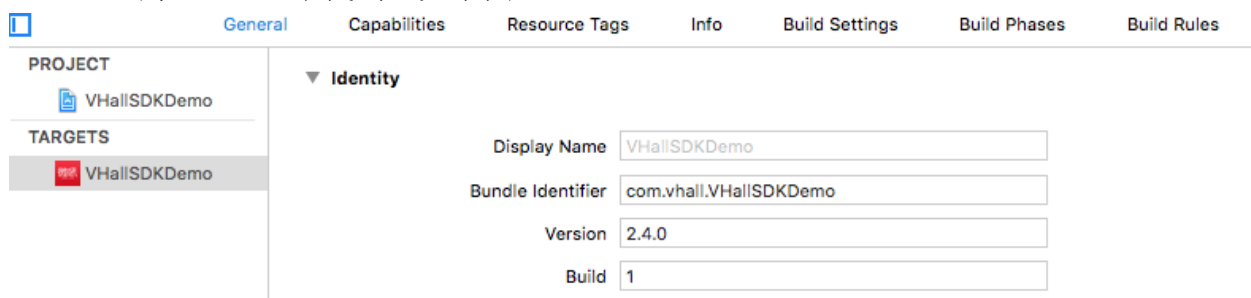 General Capabilities Resource Tags Info Build Settings Build Phases Build Rules
PROJECT
VHallSDKDemo
TARGETS
VHallSDKDemo
Identity
Display Name VHallSDKDemo
Bundle Identifier com.vhall.VHallSDKDemo
Version 2.4.0
Build 1